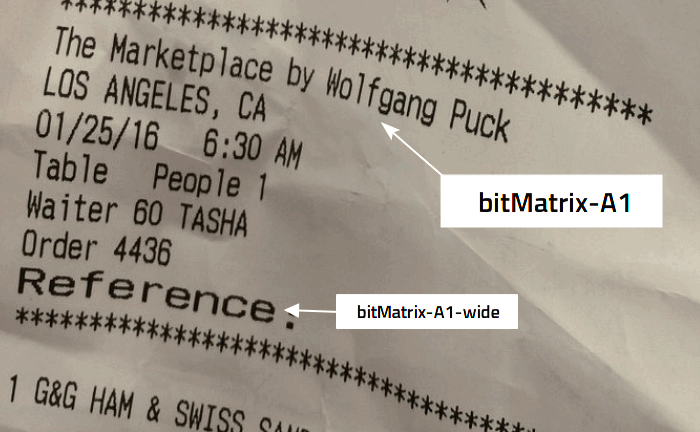 ****************************************
The Marketplace by Wolfgang Puck
LOS ANGELES, CA
01/25/16 6:30 AM
Table People 1
Waiter 60 TASHA
Order 4436
Reference:
****************************************
1 G&G HAM & SWISS
bitMatrix-A1
bitMatrix-A1-wide